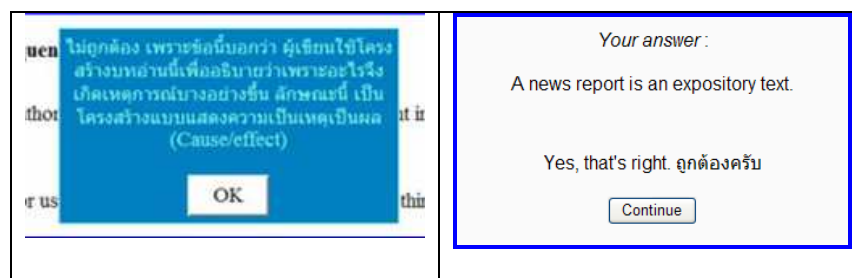 uen
ไม่ถูกต้อง เพราะข้อนี้บอกว่า ผู้เขียนใช้โครง
สร้างบทอ่านนี้เพื่ออธิบายว่าเพราะอะไรจึง
เกิดเหตุการณ์บางอย่างขึ้น ลักษณะนี้ เป็น
โครงสร้างแบบแสดงความเป็นเหตุเป็นผล
(Cause/effect)
thor
t in
r us
OK
thin
Your answer :
A news report is an expository text.
Yes, that's right. ถูกต้องครับ
Continue